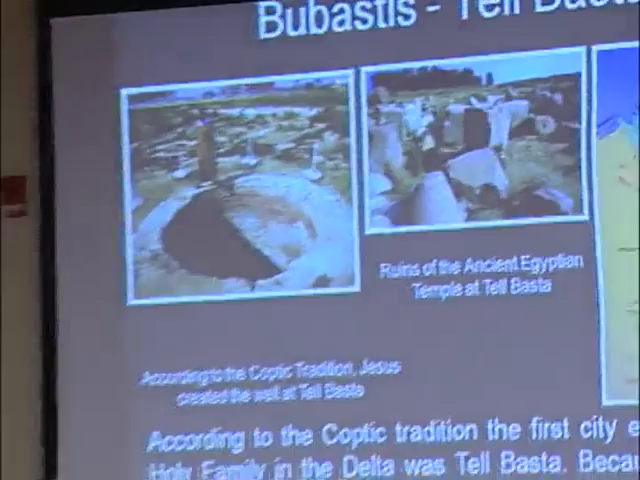 Bubastis - Tell Basta
Ruins of the Ancient Egyptian
Temple at Tell Basta
According to the Coptic Tradition, Jesus
created the well at Tell Basta
According to the Coptic tradition the first city
Holy Family in the Delta was Tell Basta.